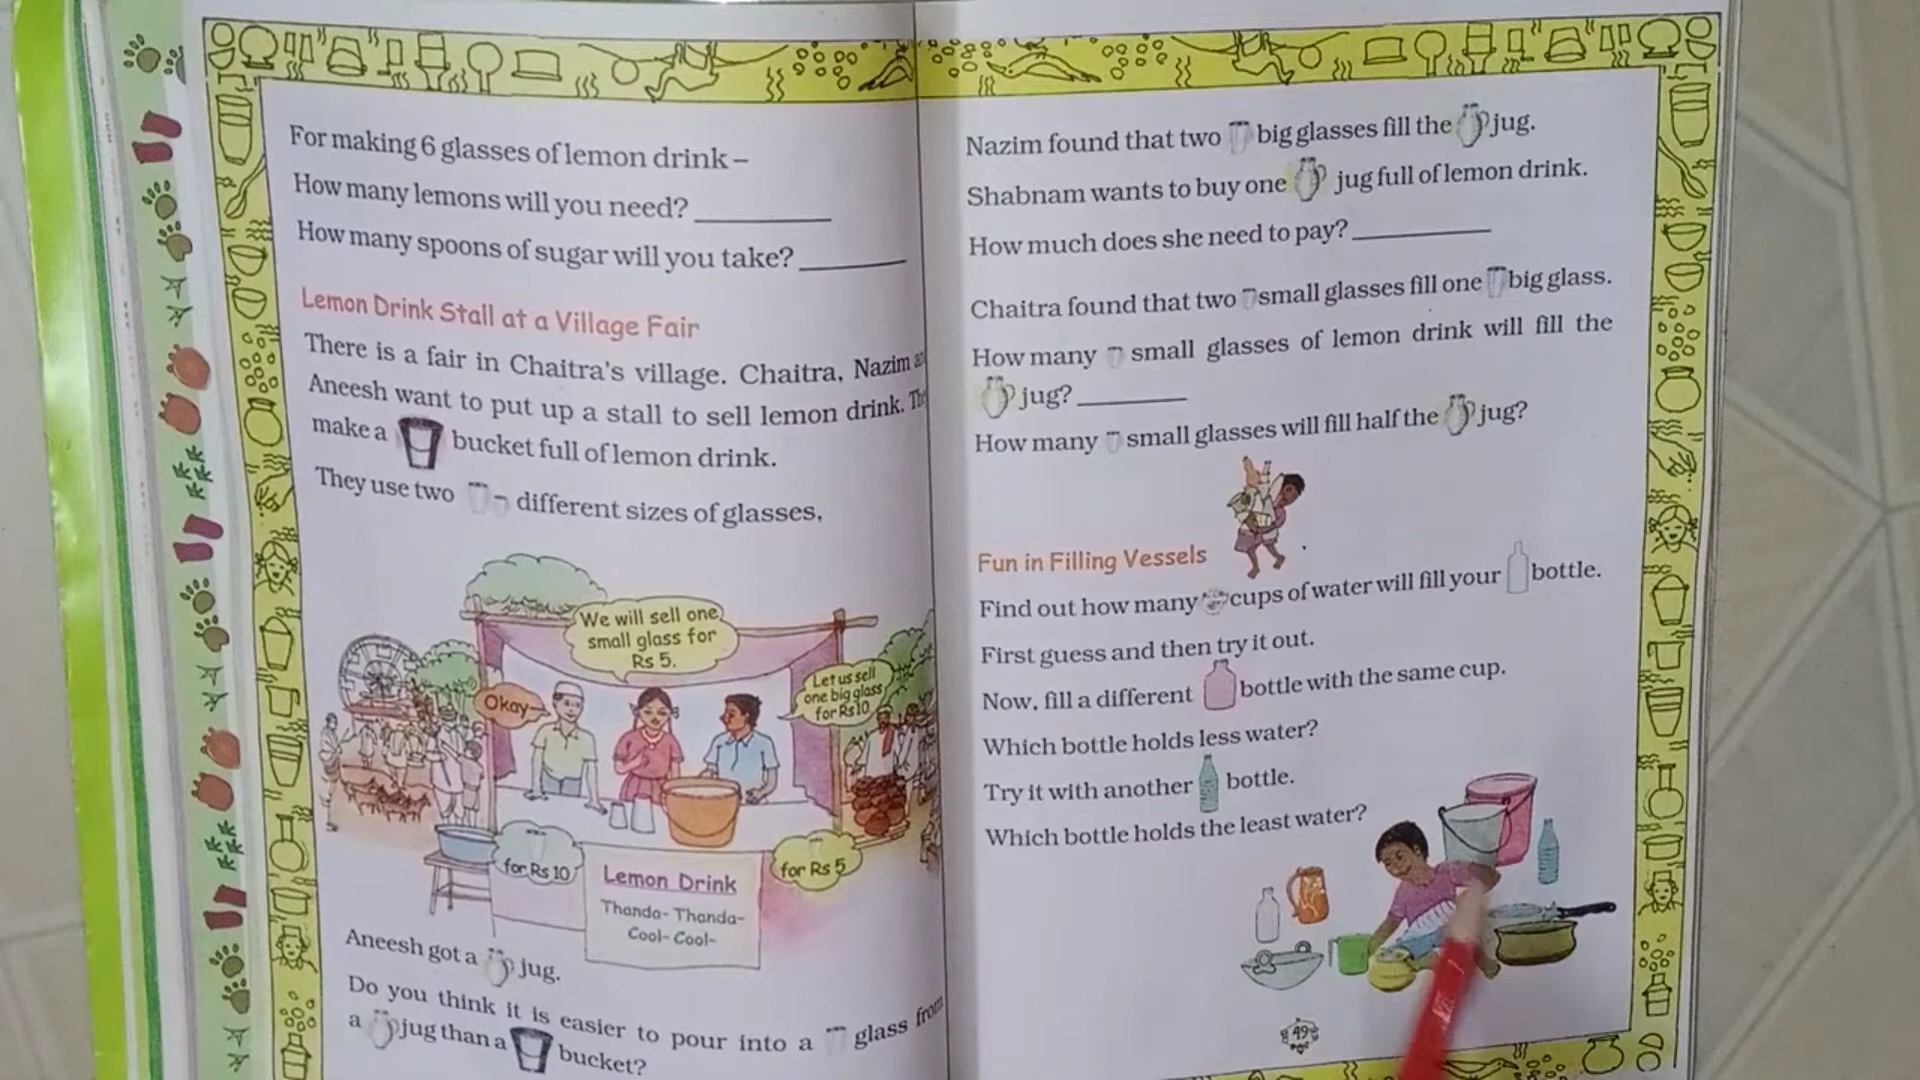 For making 6 glasses of lemon drink –
How many lemons will you need?
How many spoons of sugar will you take?
Lemon Drink Stall at a Village Fair
There is a fair in Chaitra's village. Chaitra, Nazim
Aneesh want to put up a stall to sell lemon drink.
make a bucket full of lemon drink.
They use two different sizes of glasses,
We will sell one
small glass for
Rs 5.
Okay
Let us sell
one big glass
for Rs 10
for Rs 10
for Rs 5
Lemon Drink
Thanda- Thanda-
Cool- Cool-
Aneesh got a jug.
Do you think it is easier to pour into a glass from
a jug than a bucket?
Nazim found that two big glasses fill the jug.
Shabnam wants to buy one jug full of lemon drink.
How much does she need to pay?
Chaitra found that two small glasses fill one big glass.
How many small glasses of lemon drink will fill the
jug?
How many small glasses will fill half the jug?
Fun in Filling Vessels
Find out how many cups of water will fill your bottle.
First guess and then try it out.
Now, fill a different bottle with the same cup.
Which bottle holds less water?
Try it with another bottle.
Which bottle holds the least water?
49